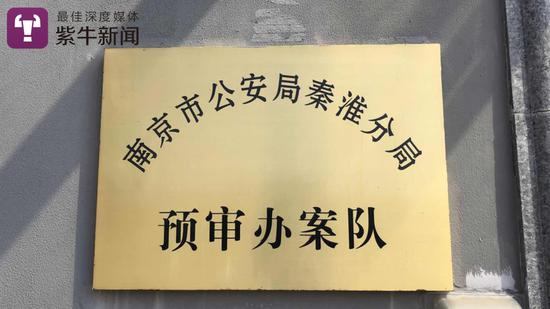 最佳深度媒体
紫牛新闻
南京市公安局秦淮分局
预审办案队